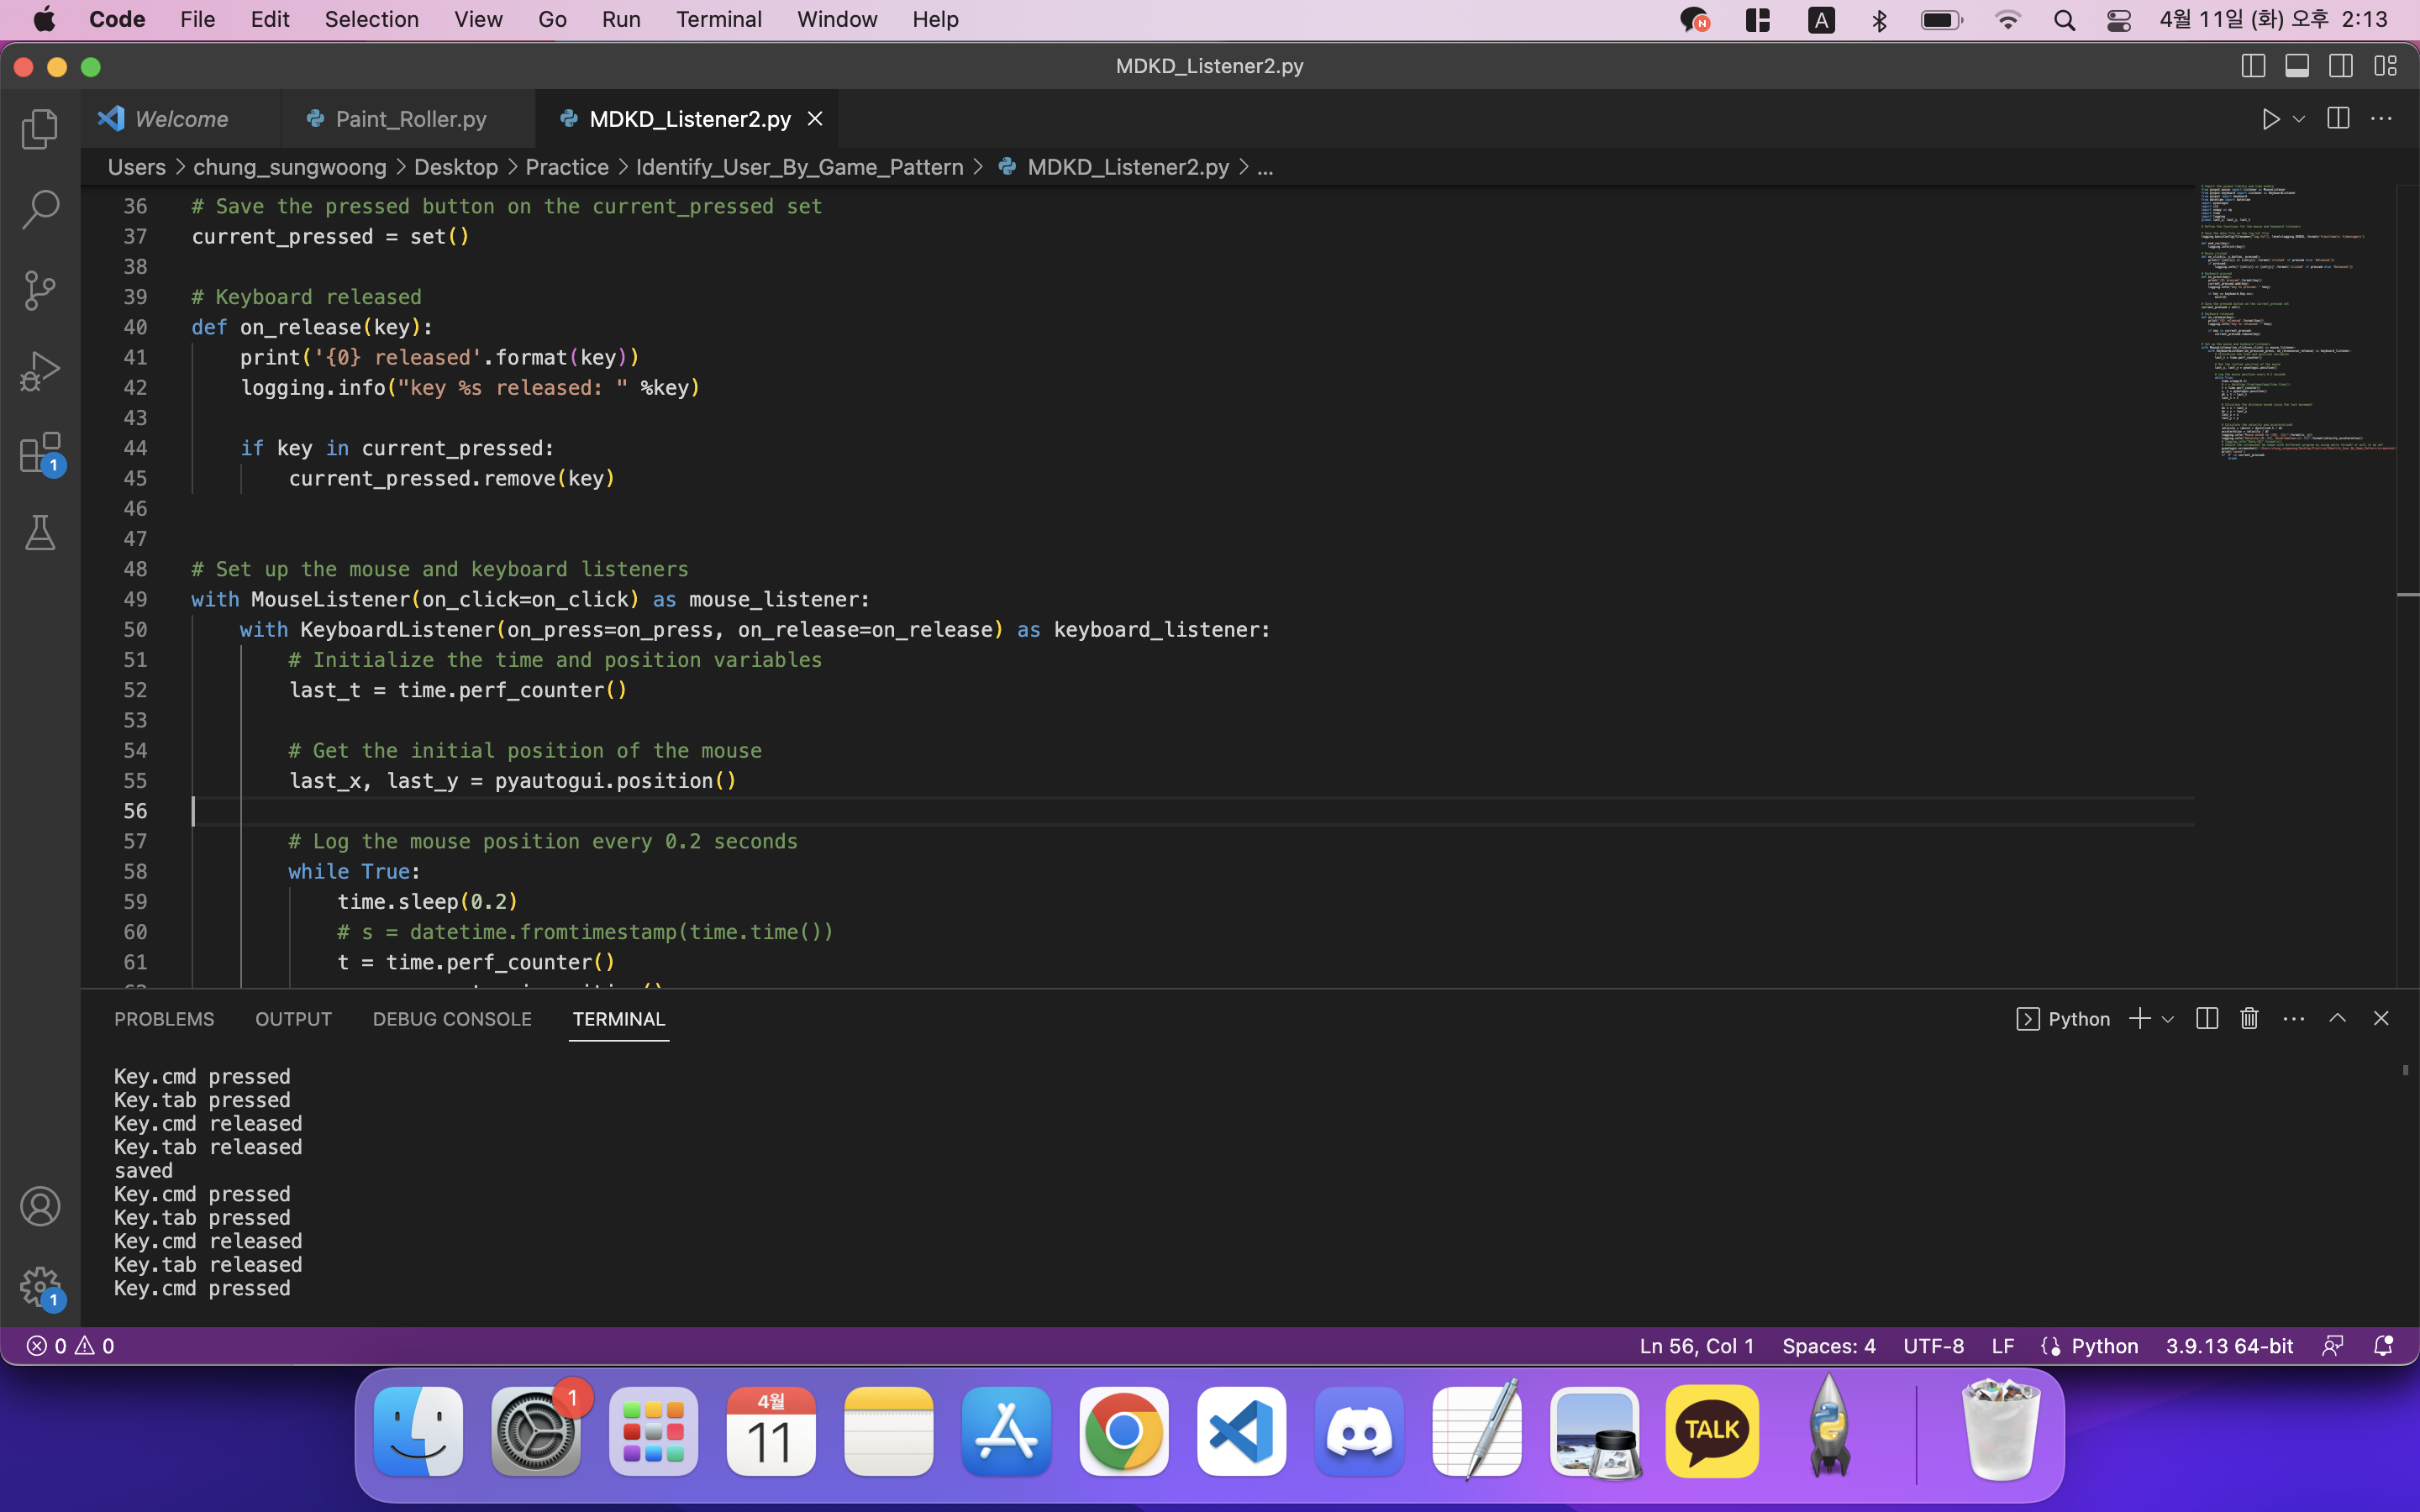 Code File Edit Selection View Go Run Terminal Window Help N A 4월 11일 (화) 오후 2:13
MDKD_Listener2.py
Welcome Paint_Roller.py MDKD_Listener2.py
Users > chung_sungwoong > Desktop > Practice > Identify_User_By_Game_Pattern > MDKD_Listener2.py > ...
36 # Save the pressed button on the current_pressed set
37 current_pressed = set()
38
39 # Keyboard released
40 def on_release(key):
41 print('{0} released'.format(key))
42 logging.info("key %s released: " %key)
43
44 if key in current_pressed:
45 current_pressed.remove(key)
46
47
48 # Set up the mouse and keyboard listeners
49 with MouseListener(on_click=on_click) as mouse_listener:
50 with KeyboardListener(on_press=on_press, on_release=on_release) as keyboard_listener:
51 # Initialize the time and position variables
52 last_t = time.perf_counter()
53
54 # Get the initial position of the mouse
55 last_x, last_y = pyautogui.position()
56
57 # Log the mouse position every 0.2 seconds
58 while True:
59 time.sleep(0.2)
60 # s = datetime.fromtimestamp(time.time())
61 t = time.perf_counter()
PROBLEMS OUTPUT DEBUG CONSOLE TERMINAL Python
Key.cmd pressed
Key.tab pressed
Key.cmd released
Key.tab released
saved
Key.cmd pressed
Key.tab pressed
Key.cmd released
Key.tab released
Key.cmd pressed
1
1
0 0 Ln 56, Col 1 Spaces: 4 UTF-8 LF Python 3.9.13 64-bit
1
4월
11
TALK